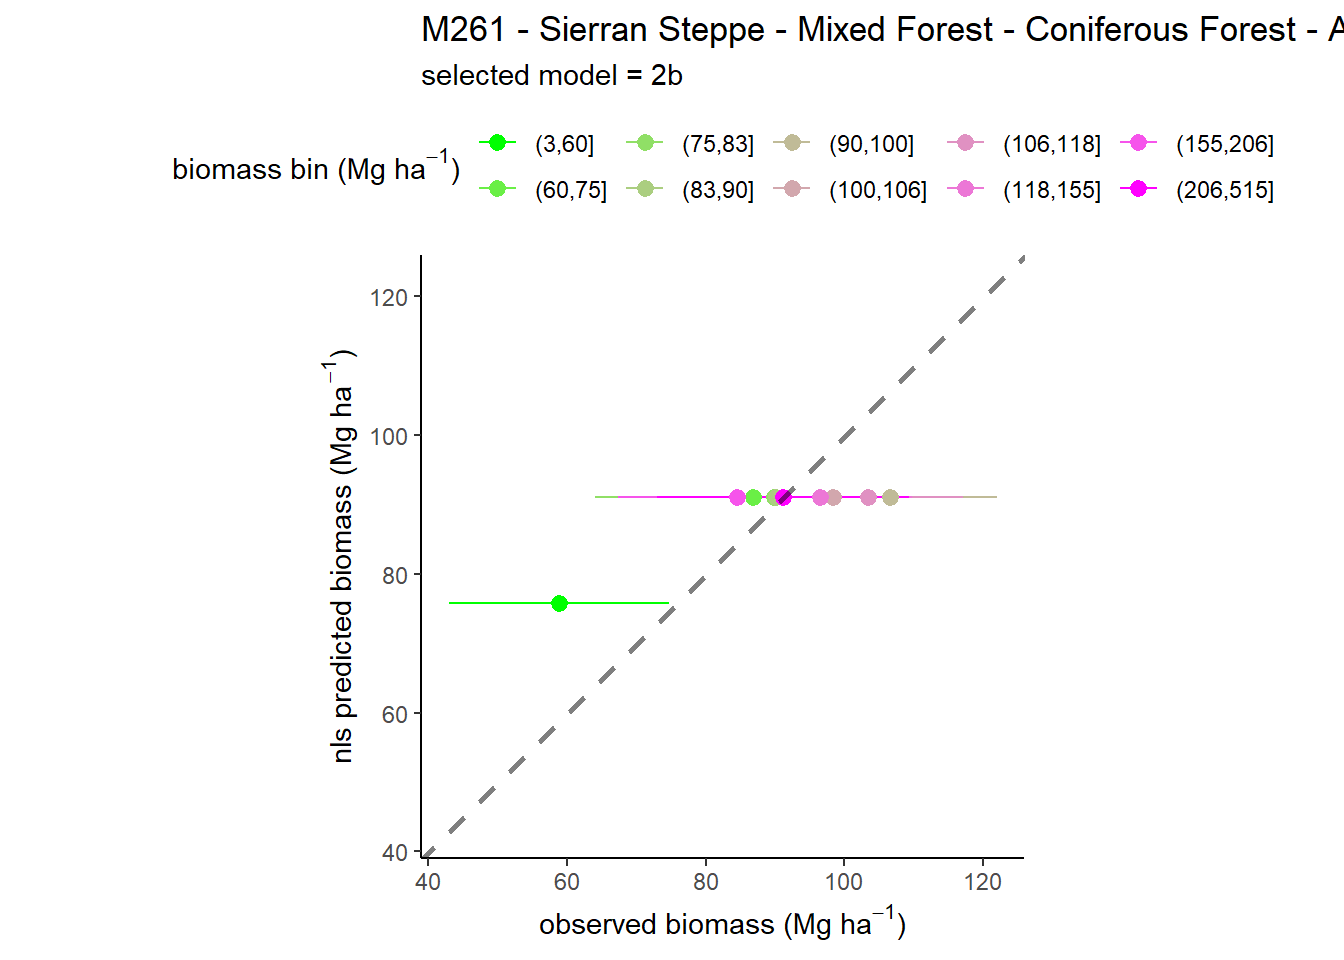 M261 - Sierran Steppe - Mixed Forest - Coniferous Forest - A
selected model = 2b
biomass bin (Mg ha⁻¹)
(3,60] (75,83] (90,100] (106,118] (155,206]
(60,75] (83,90] (100,106] (118,155] (206,515]
nls predicted biomass (Mg ha⁻¹)
120
100
80
60
40
40 60 80 100 120
observed biomass (Mg ha⁻¹)